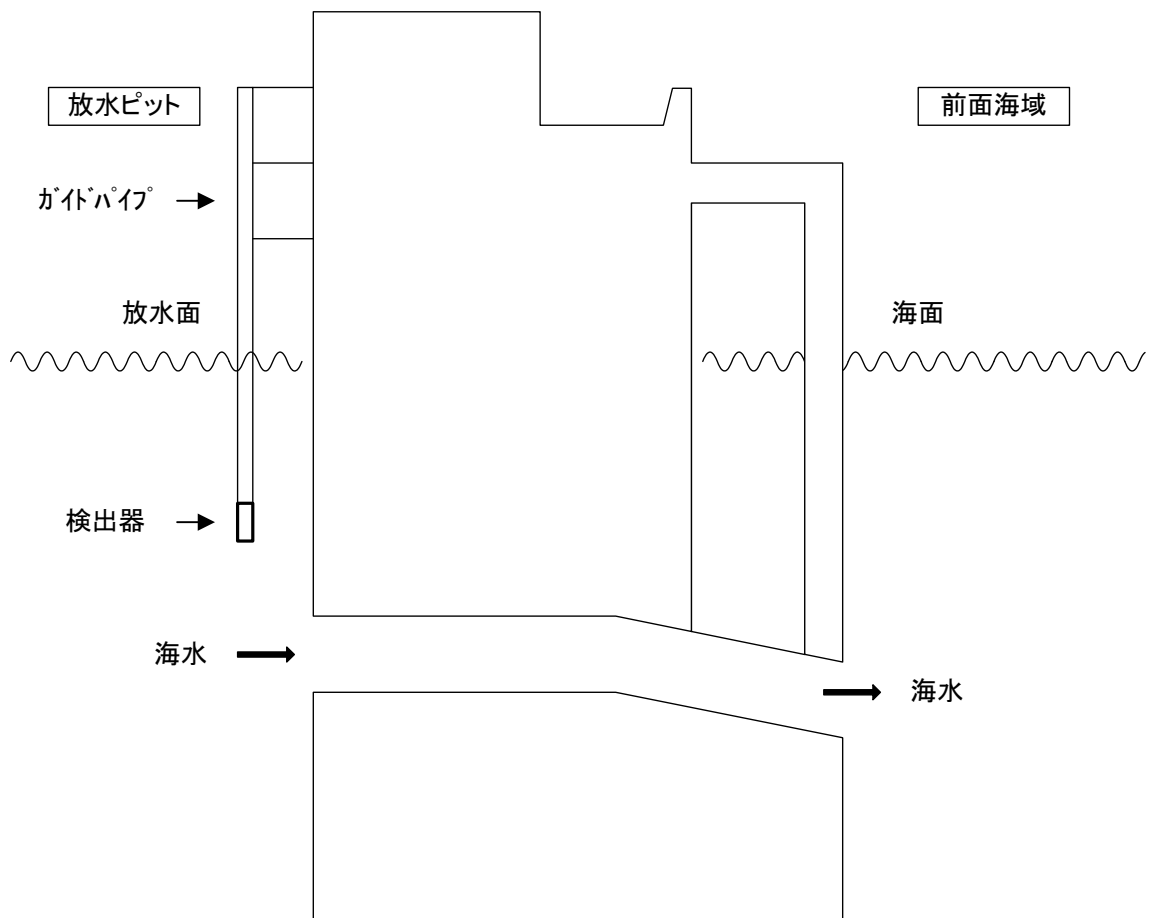 放水ピット
前面海域
ｶﾞｲﾄﾞﾊﾟｲﾌﾟ
放水面
海面
検出器
海水
海水